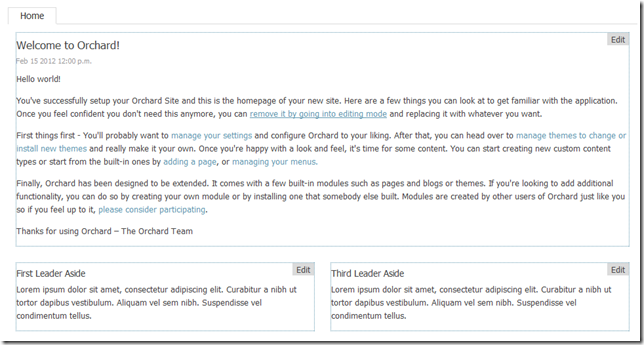 Home
Edit
Welcome to Orchard!
Feb 15 2012 12:00 p.m.
Hello world!
You've successfully setup your Orchard Site and this is the homepage of your new site. Here are a few things you can look at to get familiar with the application.
Once you feel confident you don't need this anymore, you can remove it by going into editing mode and replacing it with whatever you want.
First things first - You'll probably want to manage your settings and configure Orchard to your liking. After that, you can head over to manage themes to change or
install new themes and really make it your own. Once you're happy with a look and feel, it's time for some content. You can start creating new custom content
types or start from the built-in ones by adding a page, or managing your menus.
Finally, Orchard has been designed to be extended. It comes with a few built-in modules such as pages and blogs or themes. If you're looking to add additional
functionality, you can do so by creating your own module or by installing one that somebody else built. Modules are created by other users of Orchard just like you
so if you feel up to it, please consider participating.
Thanks for using Orchard – The Orchard Team
Edit
First Leader Aside
Lorem ipsum dolor sit amet, consectetur adipiscing elit. Curabitur a nibh ut
tortor dapibus vestibulum. Aliquam vel sem nibh. Suspendisse vel
condimentum tellus.
Edit
Third Leader Aside
Lorem ipsum dolor sit amet, consectetur adipiscing elit. Curabitur a nibh ut
tortor dapibus vestibulum. Aliquam vel sem nibh. Suspendisse vel
condimentum tellus.